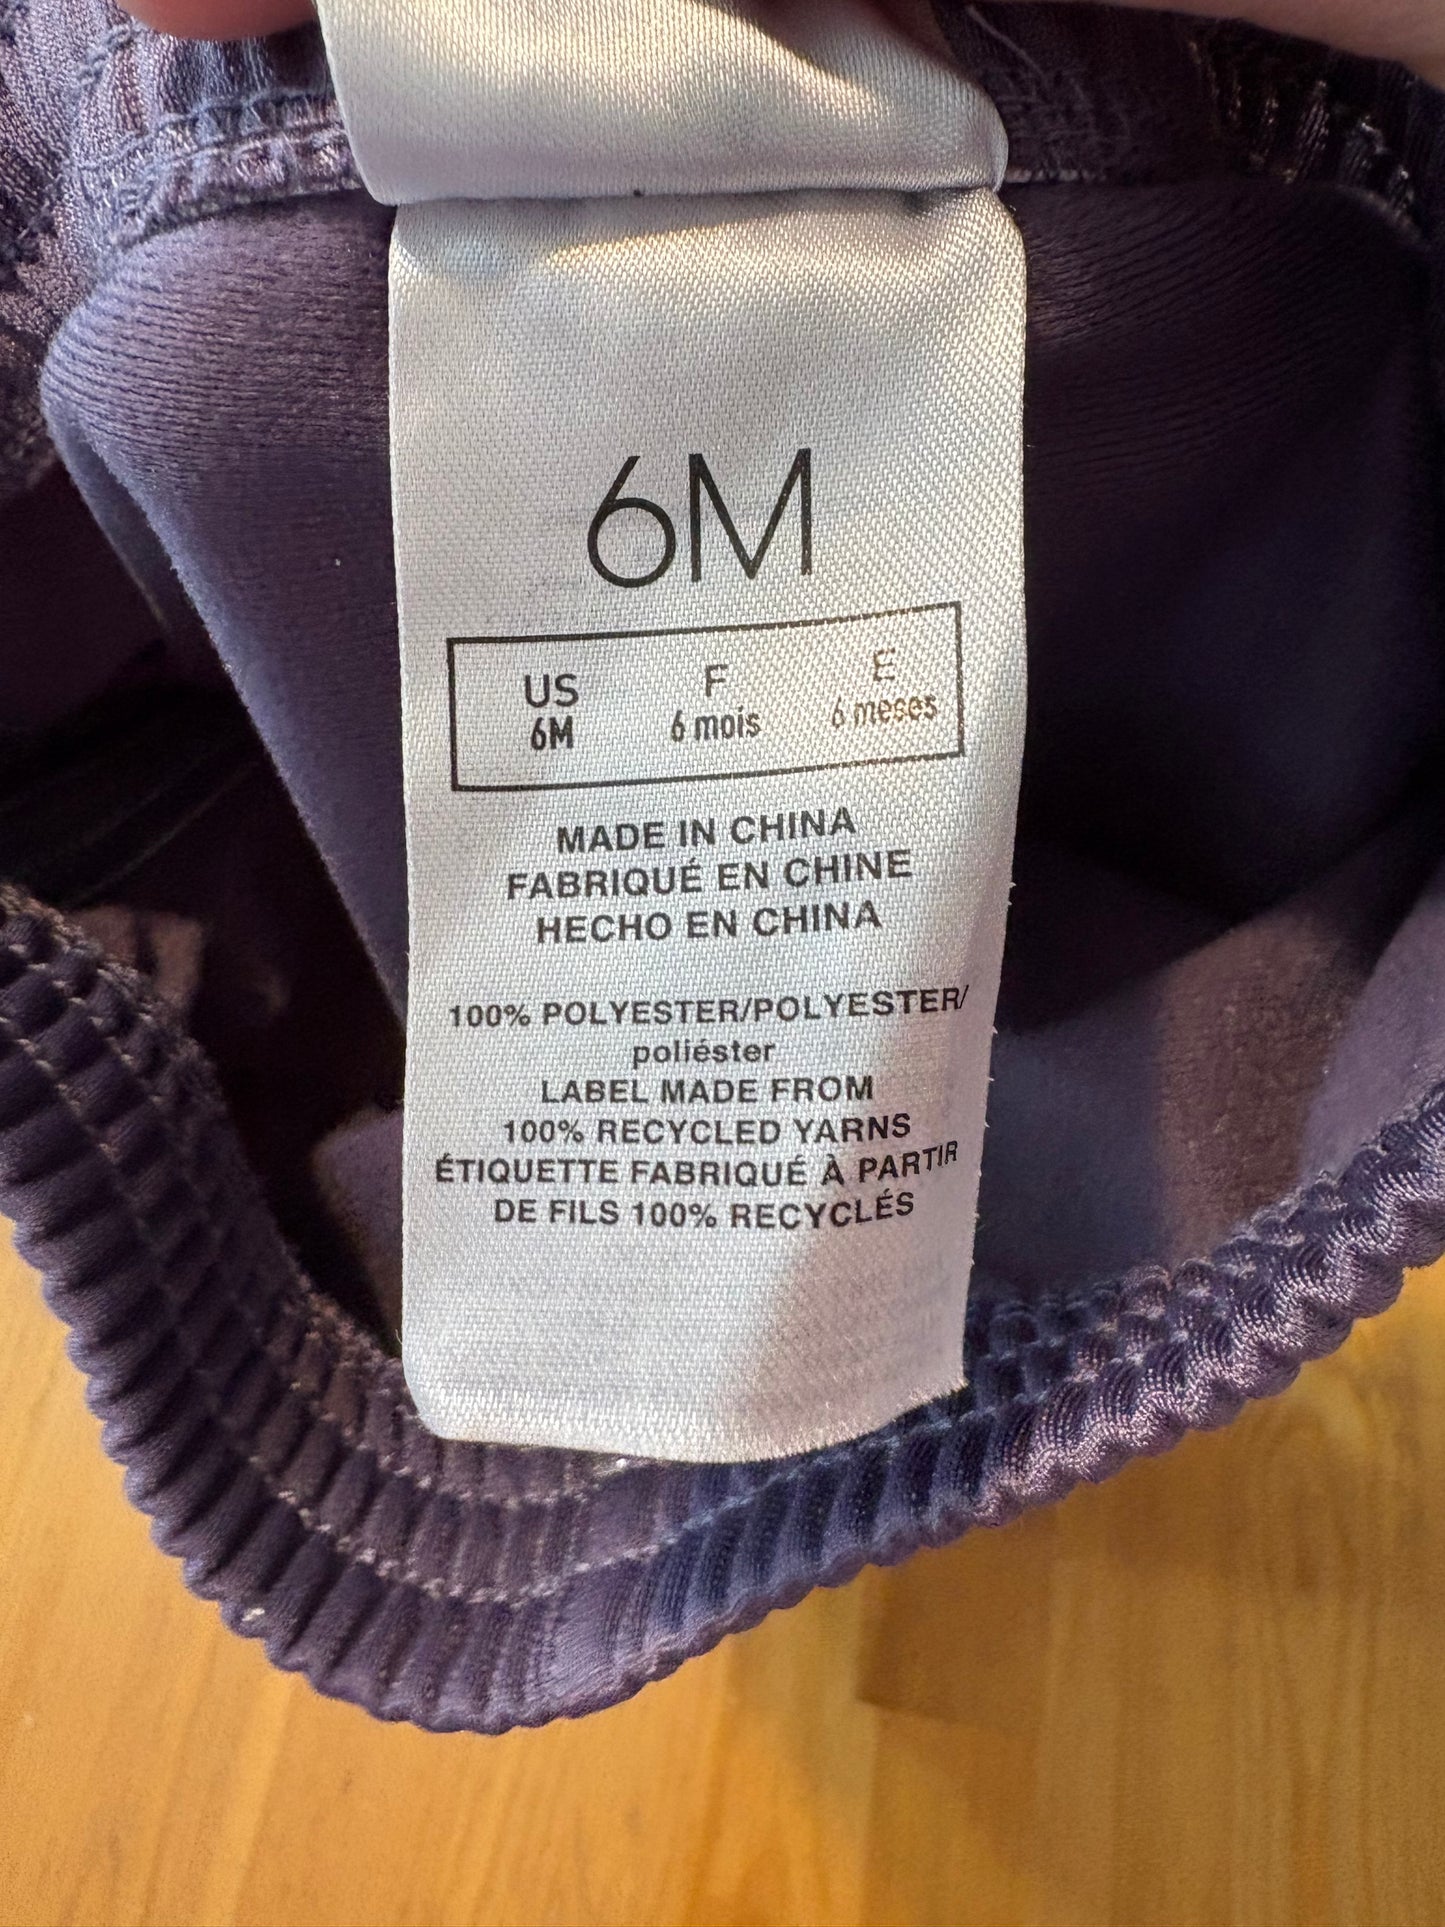 6M
US F E
6M 6 mois 6 meses
MADE IN CHINA
FABRIQUÉ EN CHINE
HECHO EN CHINA
100% POLYESTER/POLYESTER/
poliéster
LABEL MADE FROM
100% RECYCLED YARNS
ÉTIQUETTE FABRIQUÉ À PARTIR
DE FILS 100% RECYCLÉS